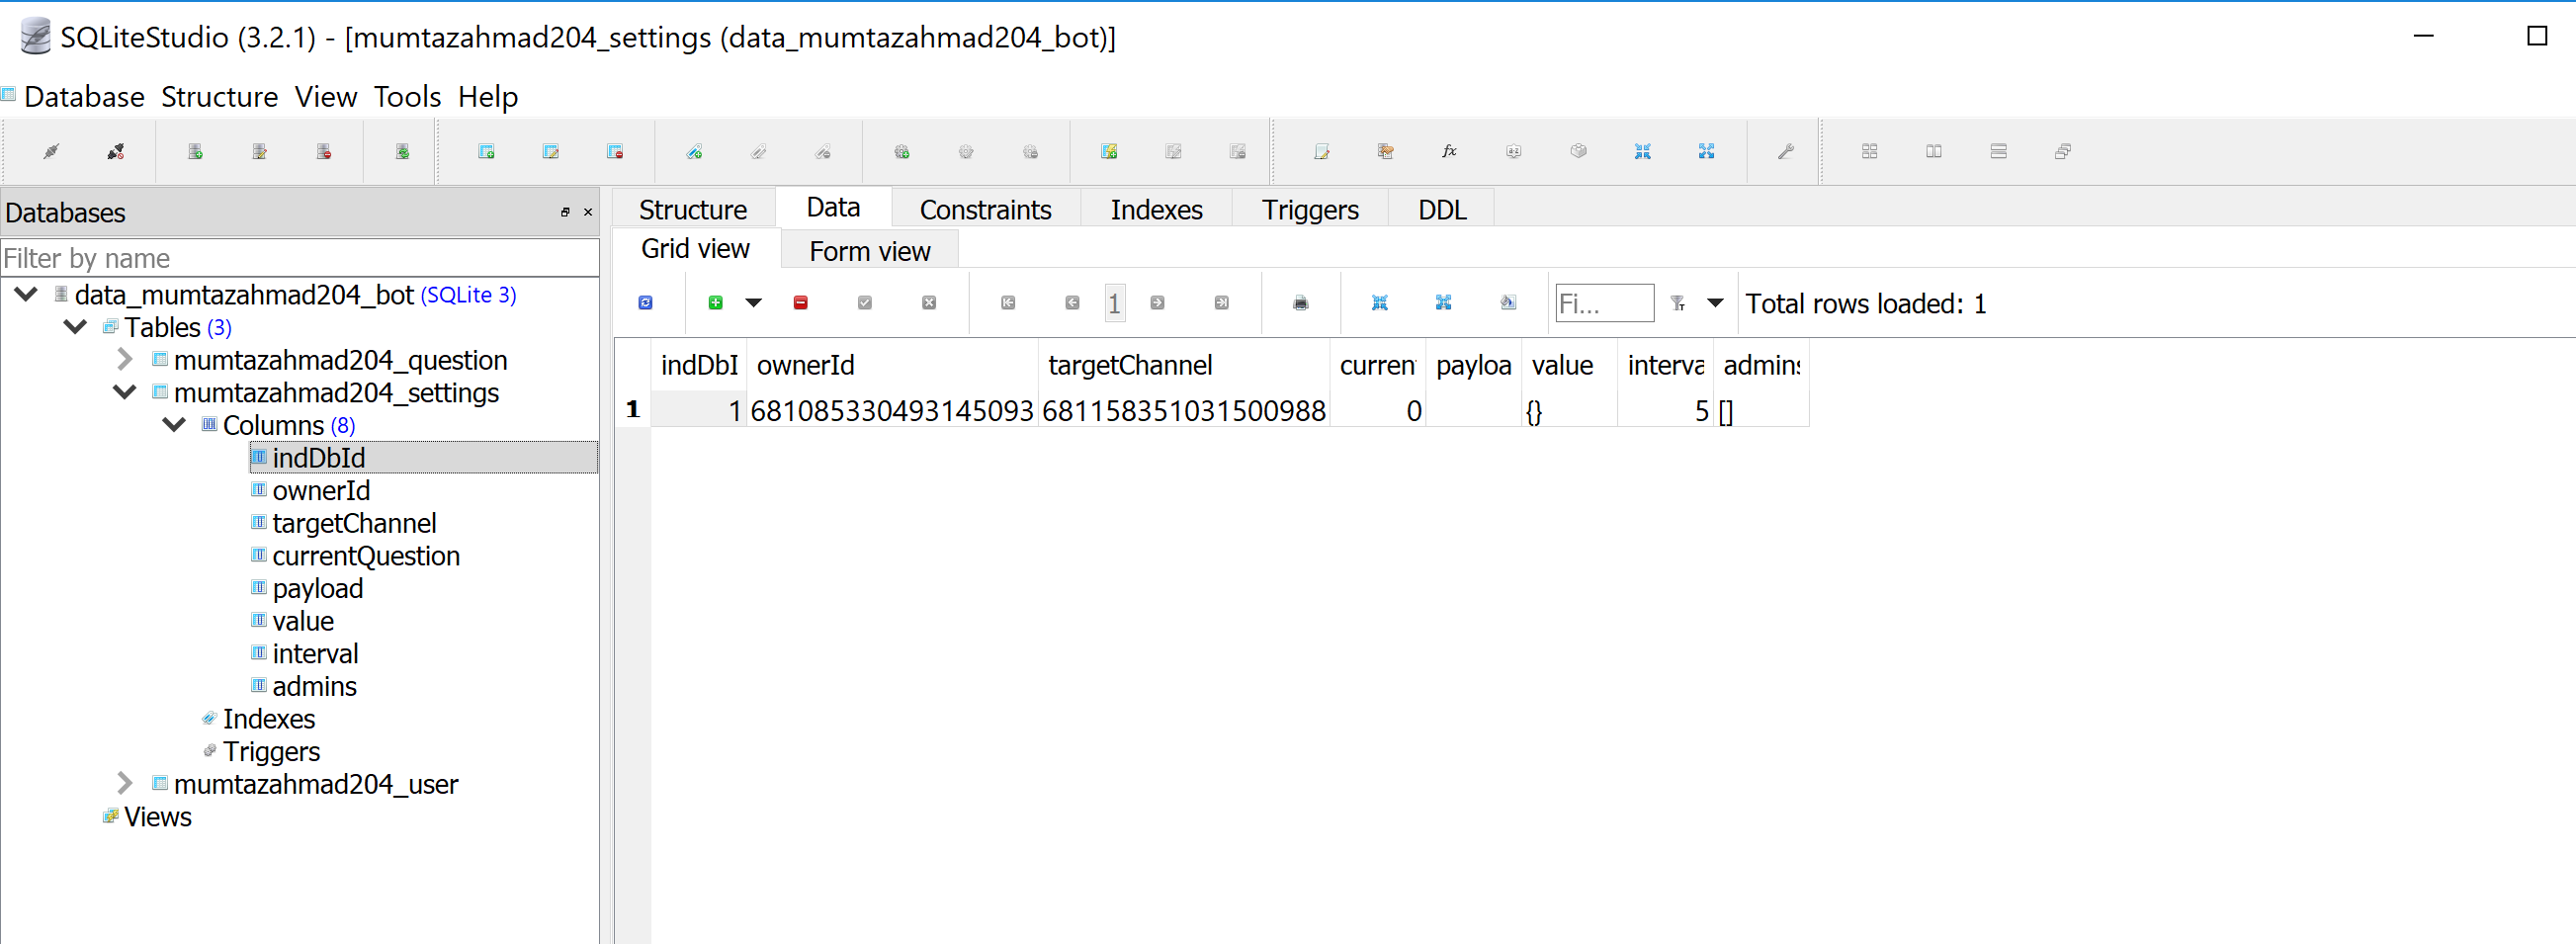 SQLiteStudio (3.2.1) - [mumtazahmad204_settings (data_mumtazahmad204_bot)]
Database Structure View Tools Help
Databases
Filter by name
data_mumtazahmad204_bot (SQLite 3)
Tables (3)
mumtazahmad204_question
mumtazahmad204_settings
Columns (8)
indDbId
ownerId
targetChannel
currentQuestion
payload
value
interval
admins
Indexes
Triggers
mumtazahmad204_user
Views
Structure Data Constraints Indexes Triggers DDL
Grid view Form view
1 Fi... Total rows loaded: 1
indDbI ownerId targetChannel curren payloa value interva admins
1 1 681085330493145093 681158351031500988 0 {} 5 []